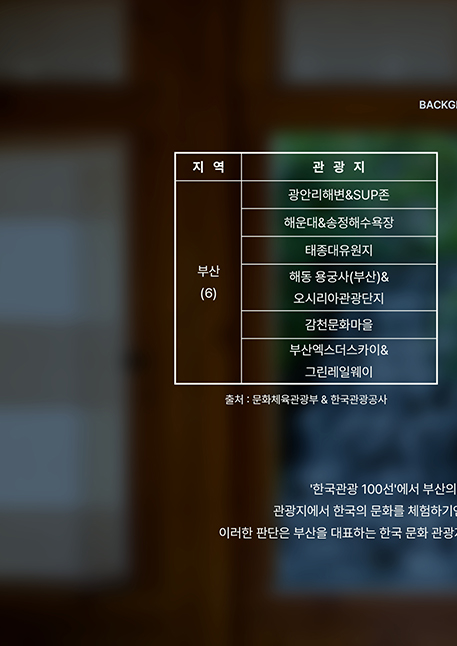 BACKG
지 역
관 광 지
부산
(6)
광안리해변&SUP존
해운대&송정해수욕장
태종대유원지
해동 용궁사(부산)&
오시리아관광단지
감천문화마을
부산엑스더스카이&
그린레일웨이
출처 : 문화체육관광부 & 한국관광공사
'한국관광 100선'에서 부산의
관광지에서 한국의 문화를 체험하기엔
이러한 판단은 부산을 대표하는 한국 문화 관광